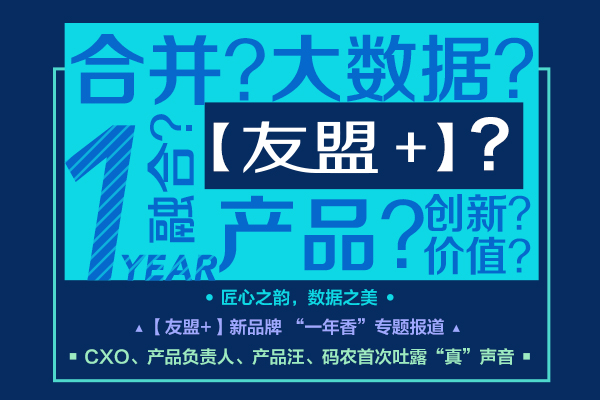 合并?大数据?
融合?
【友盟+】?
1
YEAR
产品?
创新?
价值?
• 匠心之韵，数据之美 •
▲【友盟+】新品牌 “一年香”专题报道 ▲
■ CXO、产品负责人、产品汪、码农首次吐露“真”声音 ■